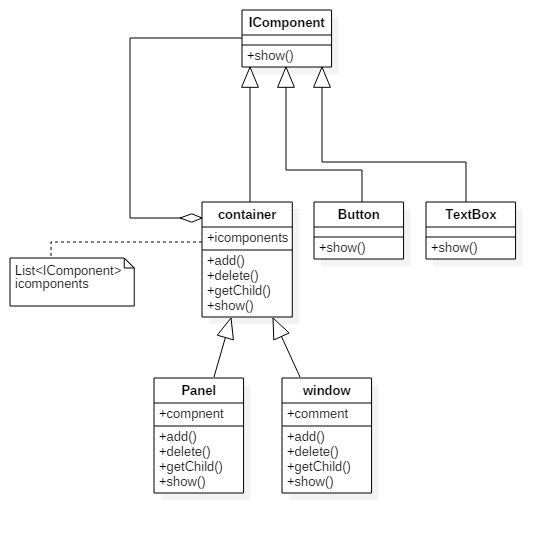 IComponent
+show()
container
+icomponents
+add()
+delete()
+getChild()
+show()
Button
+show()
TextBox
+show()
List<IComponent>
icomponents
Panel
+compnent
+add()
+delete()
+getChild()
+show()
window
+comment
+add()
+delete()
+getChild()
+show()